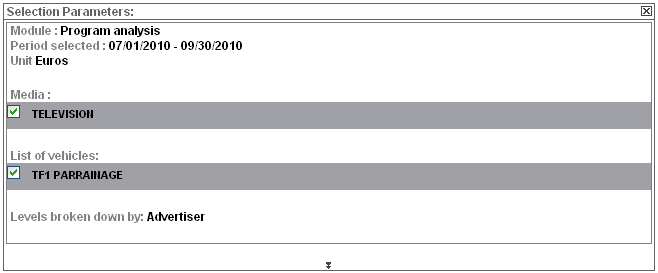 Selection Parameters:
Module : Program analysis
Period selected : 07/01/2010 - 09/30/2010
Unit Euros
Media :
TELEVISION
List of vehicles:
TF1 PARRAINAGE
Levels broken down by: Advertiser